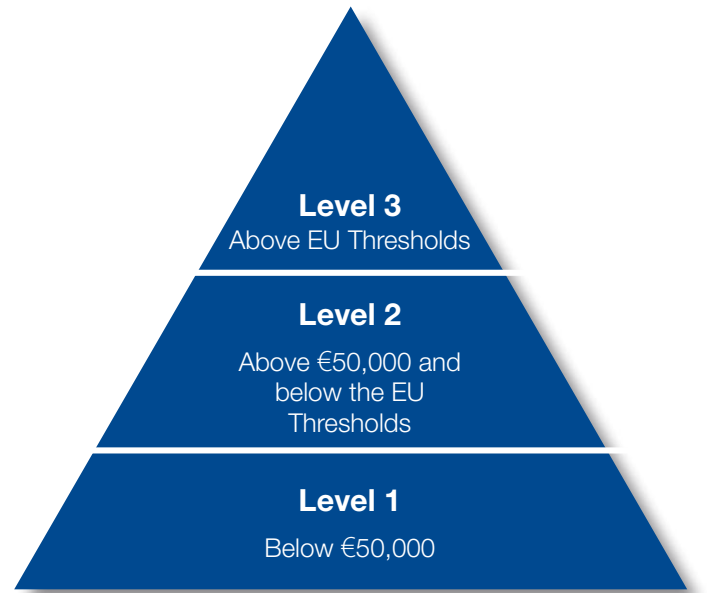 Level 3
Above EU Thresholds
Level 2
Above €50,000 and
below the EU
Thresholds
Level 1
Below €50,000